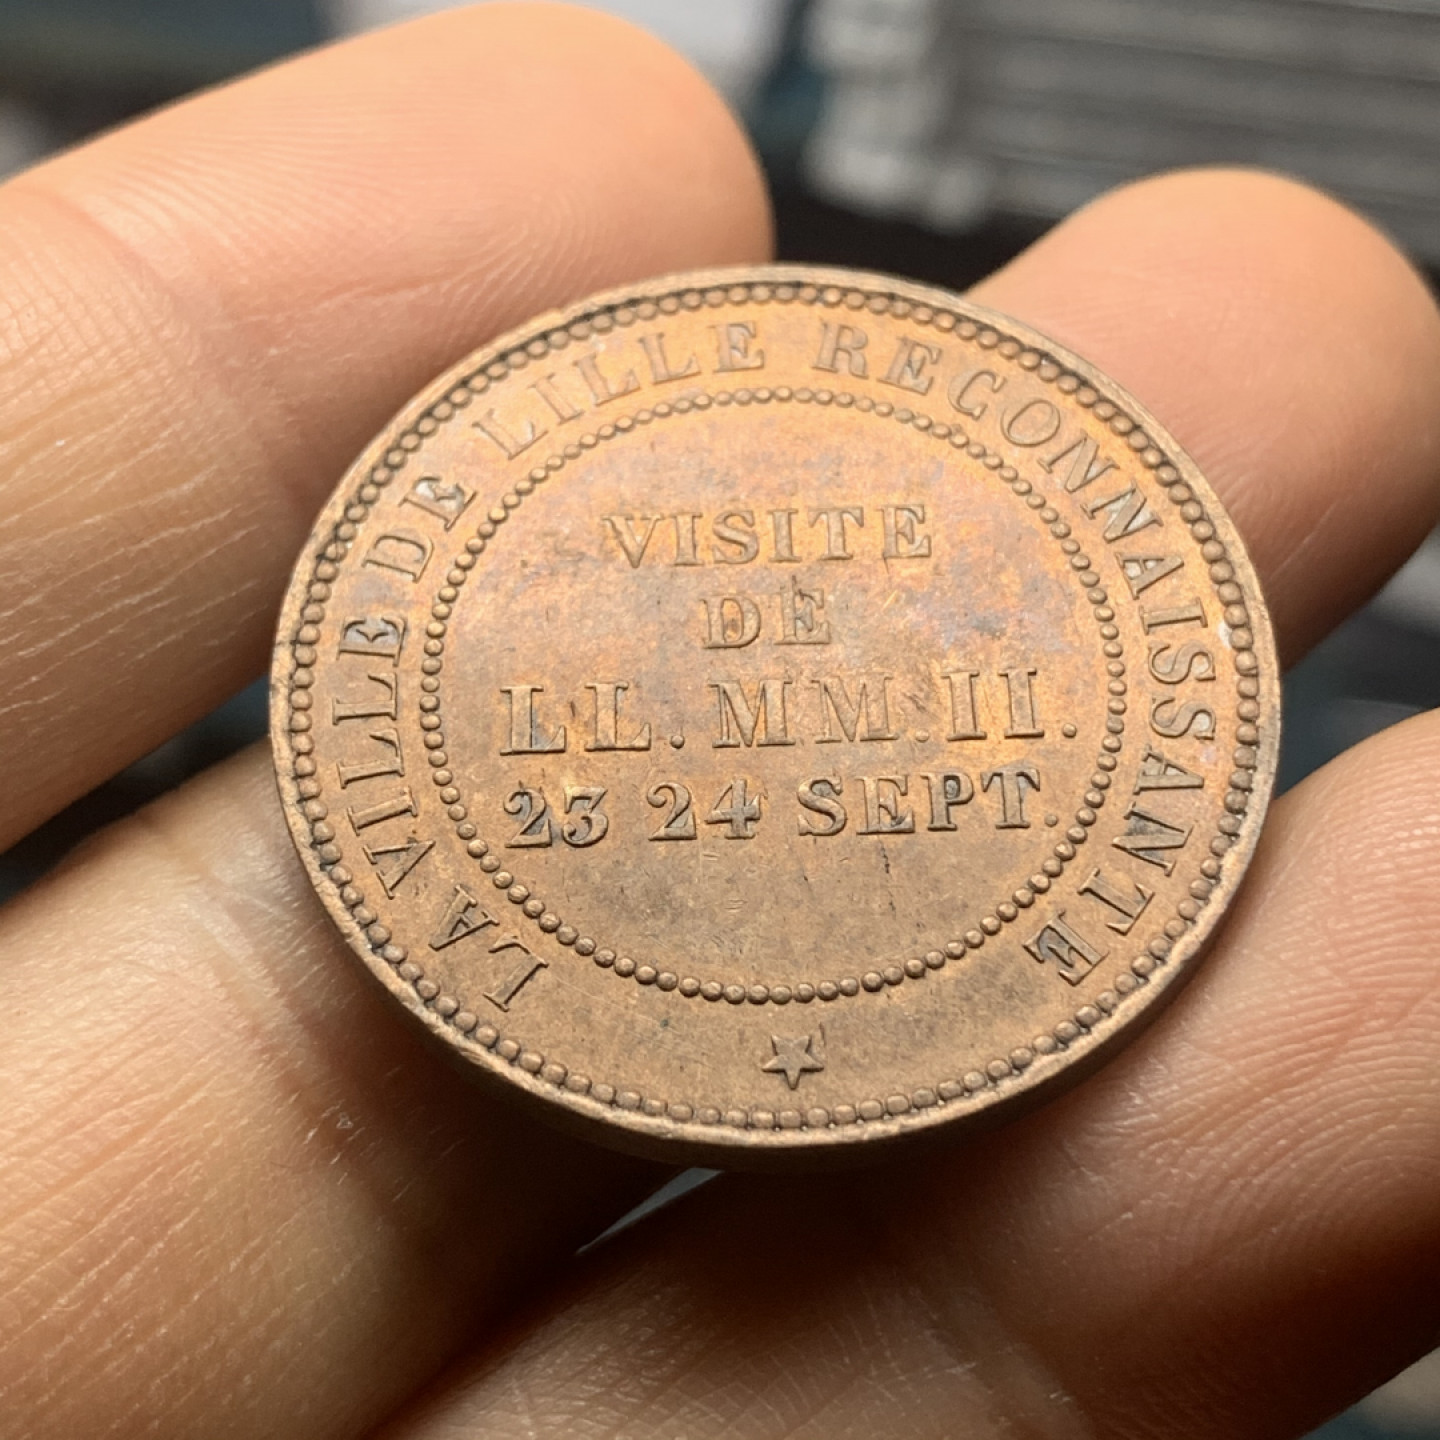 LA VILLE DE LILLE RECONNAISSANTE
VISITE
DE
LL. MM. II.
23 24 SEPT.